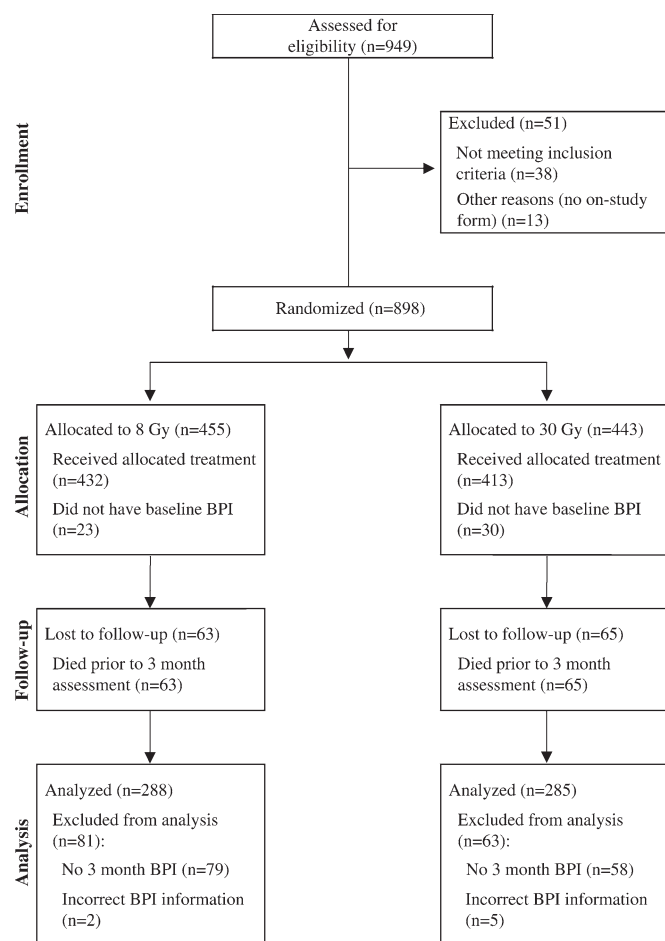 Assessed for
eligibility (n=949)
Enrollment
Excluded (n=51)
Not meeting inclusion
criteria (n=38)
Other reasons (no on-study
form) (n=13)
Randomized (n=898)
Allocation
Allocated to 8 Gy (n=455)
Received allocated treatment
(n=432)
Did not have baseline BPI
(n=23)
Allocated to 30 Gy (n=443)
Received allocated treatment
(n=413)
Did not have baseline BPI
(n=30)
Follow-up
Lost to follow-up (n=63)
Died prior to 3 month
assessment (n=63)
Lost to follow-up (n=65)
Died prior to 3 month
assessment (n=65)
Analysis
Analyzed (n=288)
Excluded from analysis
(n=81):
No 3 month BPI (n=79)
Incorrect BPI information
(n=2)
Analyzed (n=285)
Excluded from analysis
(n=63):
No 3 month BPI (n=58)
Incorrect BPI information
(n=5)